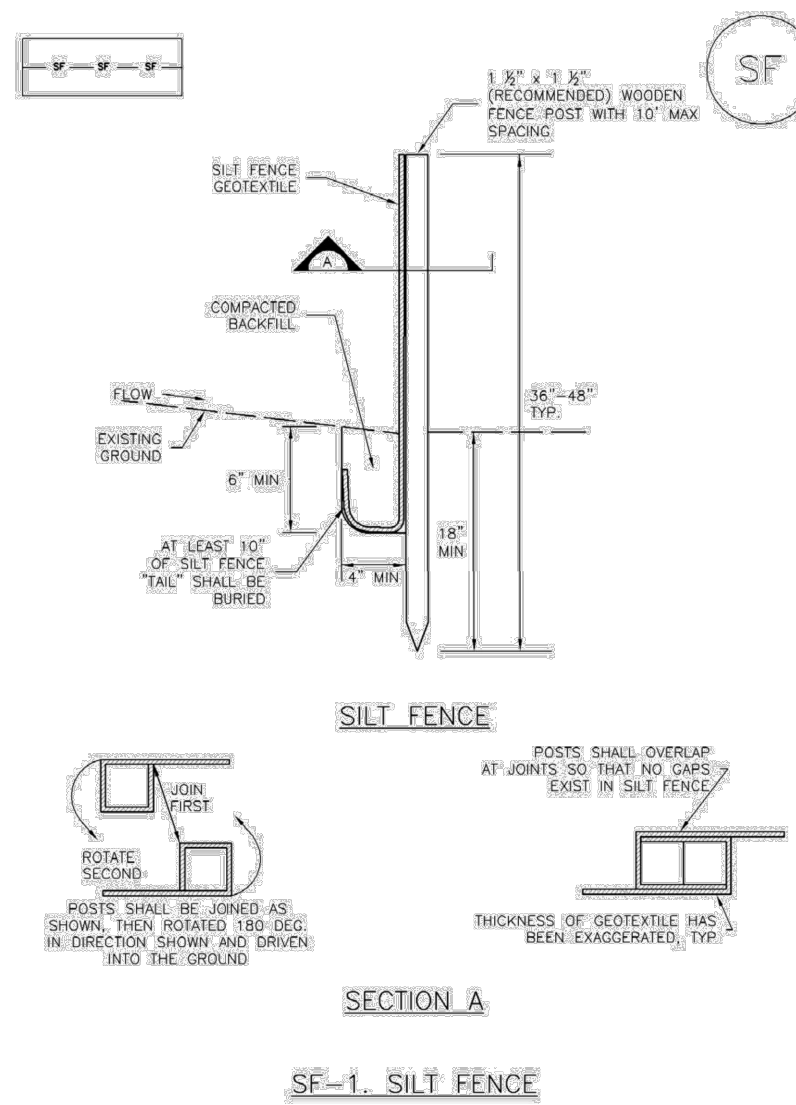 SF SF SF
SF
1 ½" x 1 ½"
(RECOMMENDED) WOODEN
FENCE POST WITH 10' MAX
SPACING
SILT FENCE
GEOTEXTILE
A
COMPACTED
BACKFILL
FLOW
36"-48"
TYP.
EXISTING
GROUND
6" MIN
18"
MIN
AT LEAST 10"
OF SILT FENCE
"TAIL" SHALL BE
BURIED
4" MIN
SILT FENCE
JOIN
FIRST
ROTATE
SECOND
POSTS SHALL BE JOINED AS
SHOWN, THEN ROTATED 180 DEG.
IN DIRECTION SHOWN AND DRIVEN
INTO THE GROUND
POSTS SHALL OVERLAP
AT JOINTS SO THAT NO GAPS
EXIST IN SILT FENCE
THICKNESS OF GEOTEXTILE HAS
BEEN EXAGGERATED, TYP.
SECTION A
SF-1. SILT FENCE